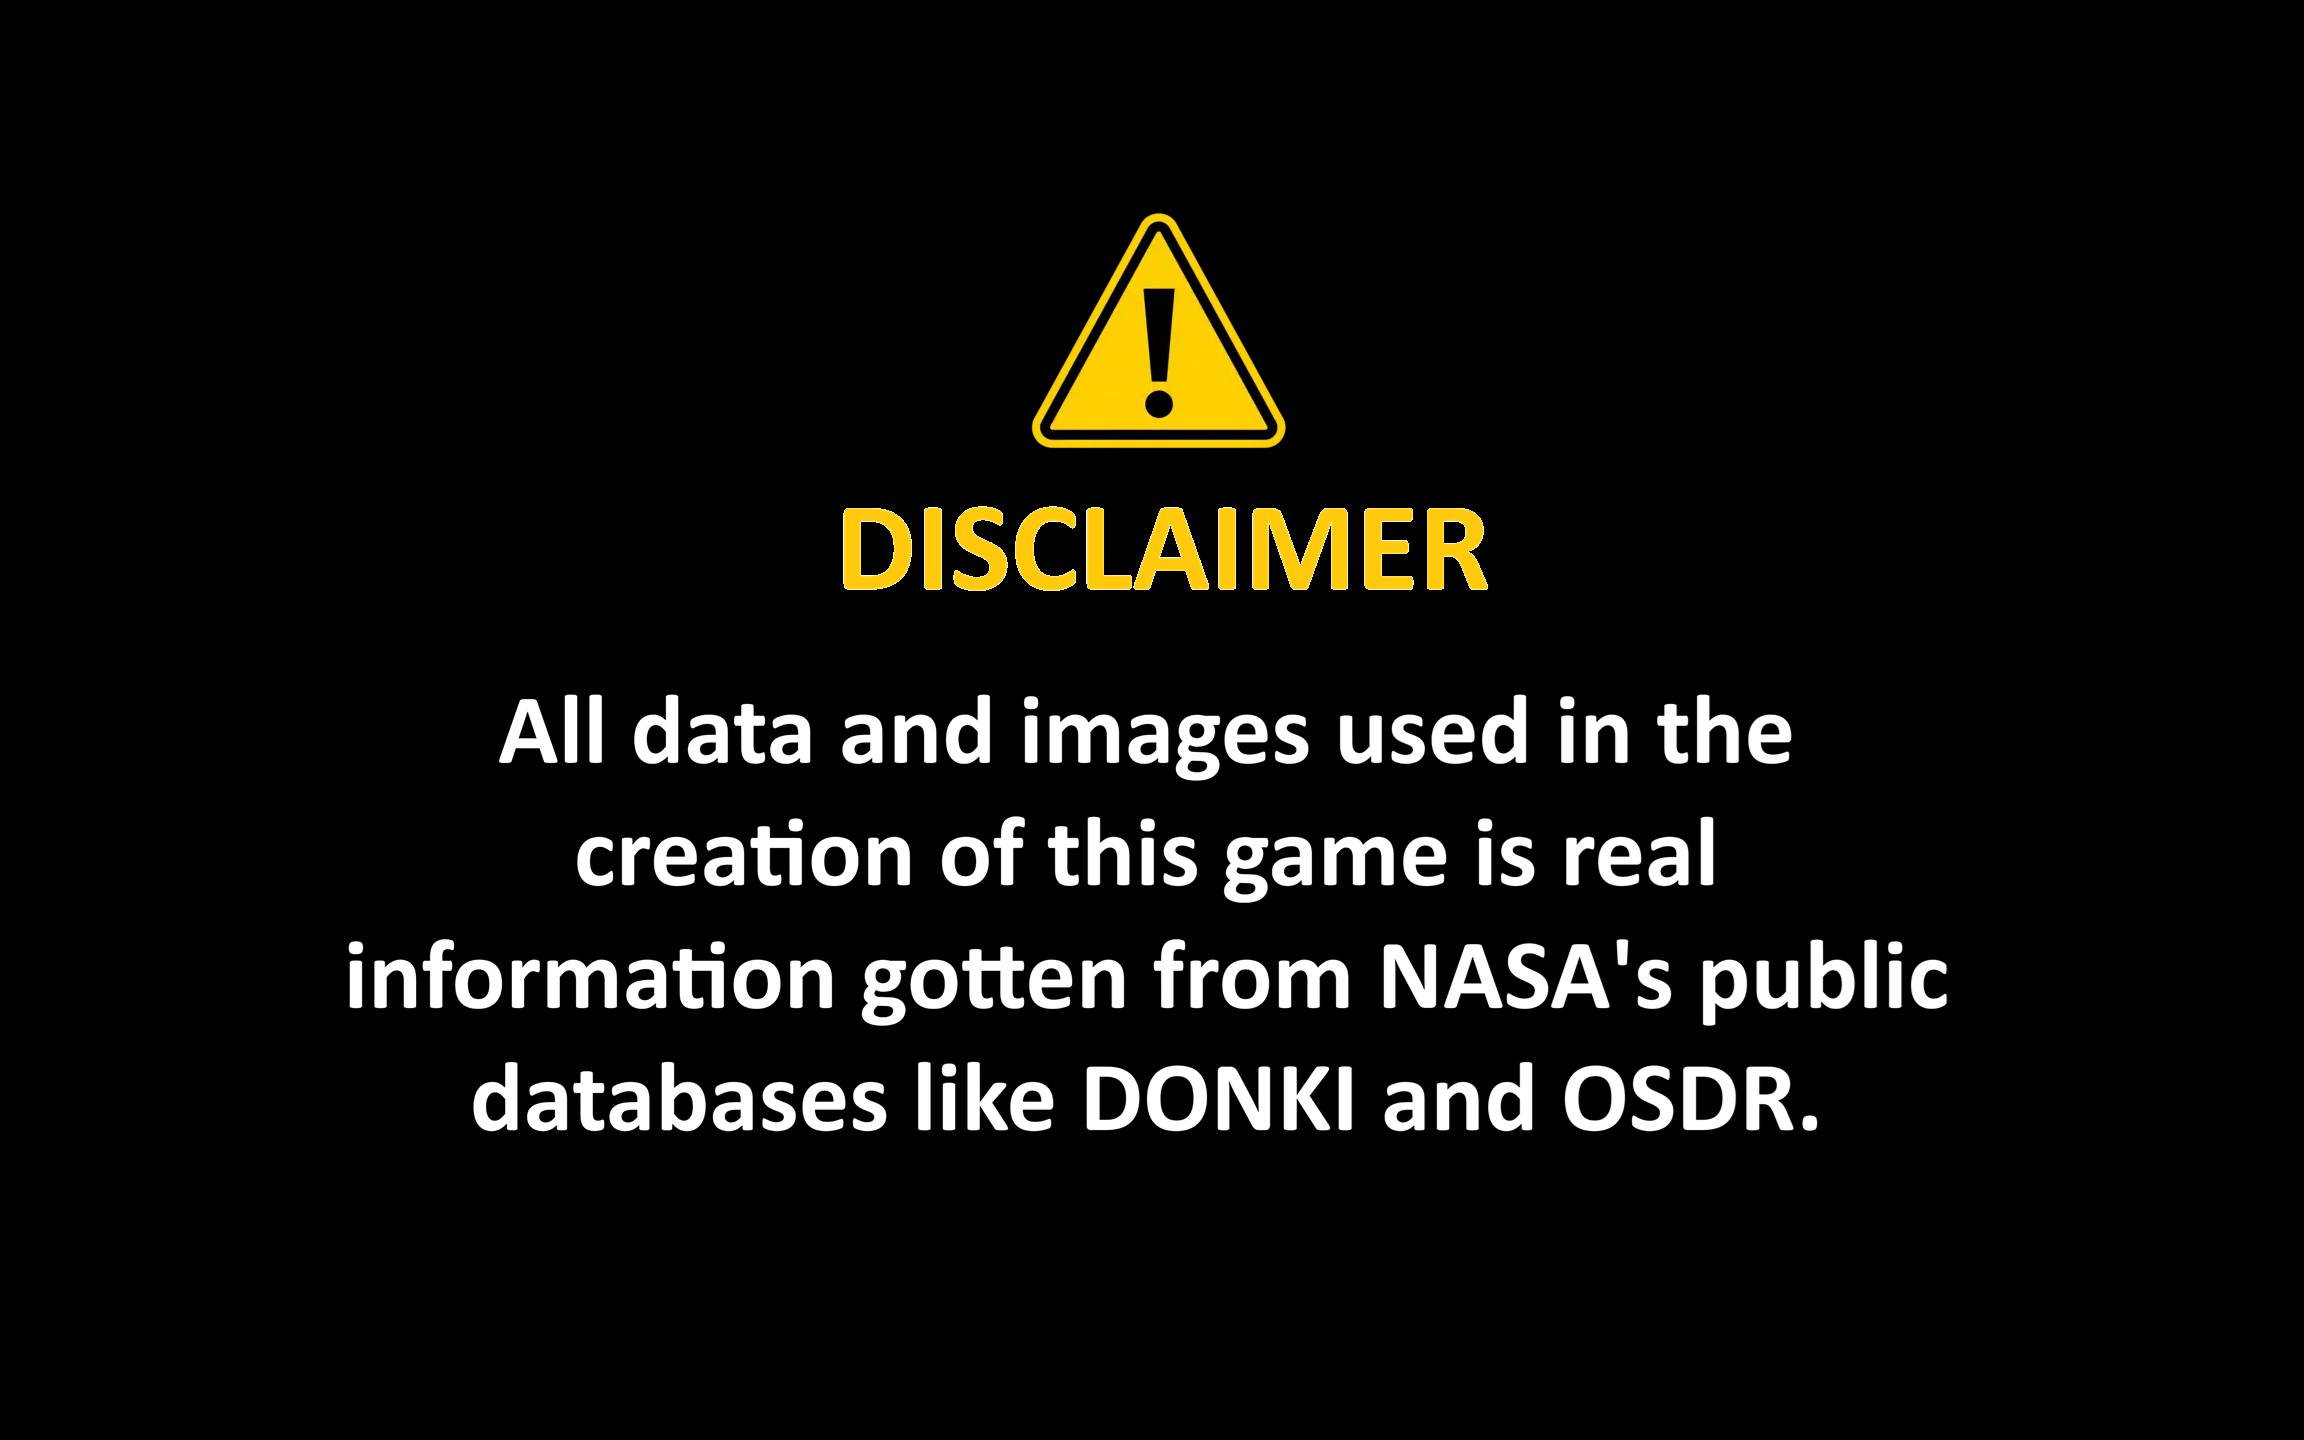 DISCLAIMER
All data and images used in the
creation of this game is real
information gotten from NASA's public
databases like DONKI and OSDR.